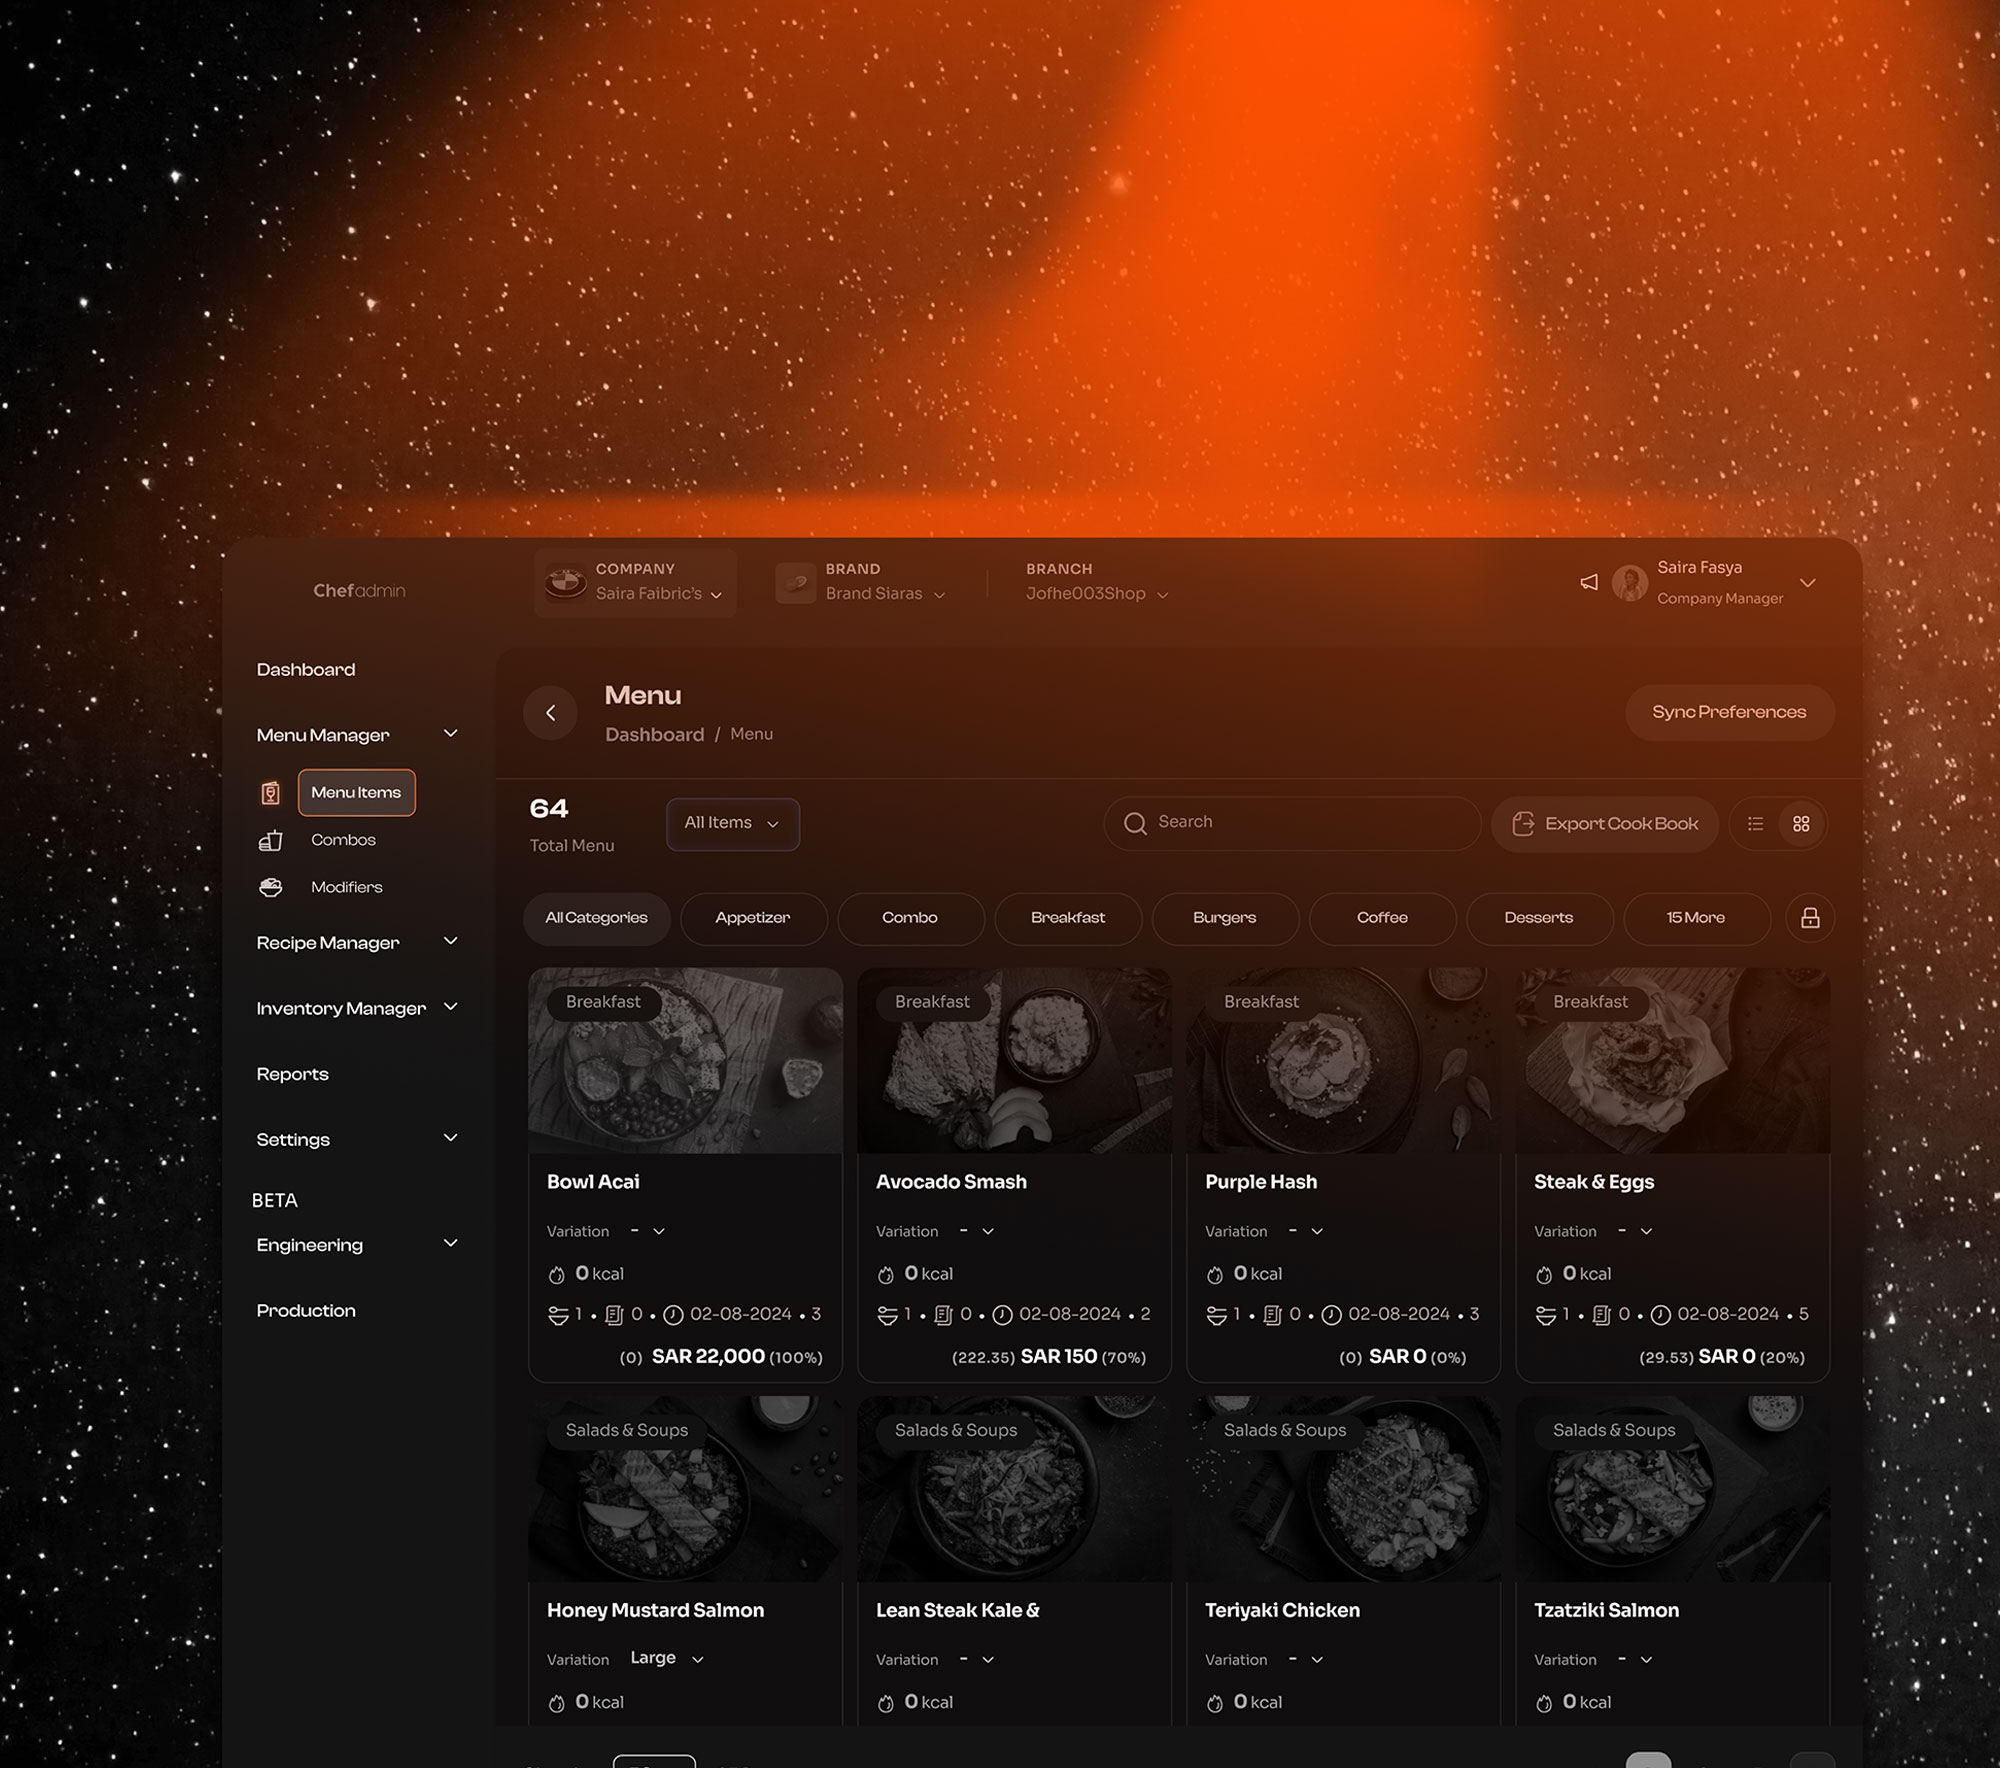 Chefadmin
COMPANY
Saira Faibric's
BRAND
Brand Siaras
BRANCH
Jofhe003Shop
Saira Fasya
Company Manager
Dashboard
Menu Manager
Menu Items
Combos
Modifiers
Recipe Manager
Inventory Manager
Reports
Settings
BETA
Engineering
Production
Menu
Dashboard / Menu
Sync Preferences
64
Total Menu
All Items
Search
Export Cook Book
All Categories
Appetizer
Combo
Breakfast
Burgers
Coffee
Desserts
15 More
Breakfast
Bowl Acai
Variation -
0 kcal
1 • 0 • 02-08-2024 • 3
(0) SAR 22,000 (100%)
Breakfast
Avocado Smash
Variation -
0 kcal
1 • 0 • 02-08-2024 • 2
(222.35) SAR 150 (70%)
Breakfast
Purple Hash
Variation -
0 kcal
1 • 0 • 02-08-2024 • 3
(0) SAR 0 (0%)
Breakfast
Steak & Eggs
Variation -
0 kcal
1 • 0 • 02-08-2024 • 5
(29.53) SAR 0 (20%)
Salads & Soups
Honey Mustard Salmon
Variation Large
0 kcal
Salads & Soups
Lean Steak Kale &
Variation -
0 kcal
Salads & Soups
Teriyaki Chicken
Variation -
0 kcal
Salads & Soups
Tzatziki Salmon
Variation -
0 kcal